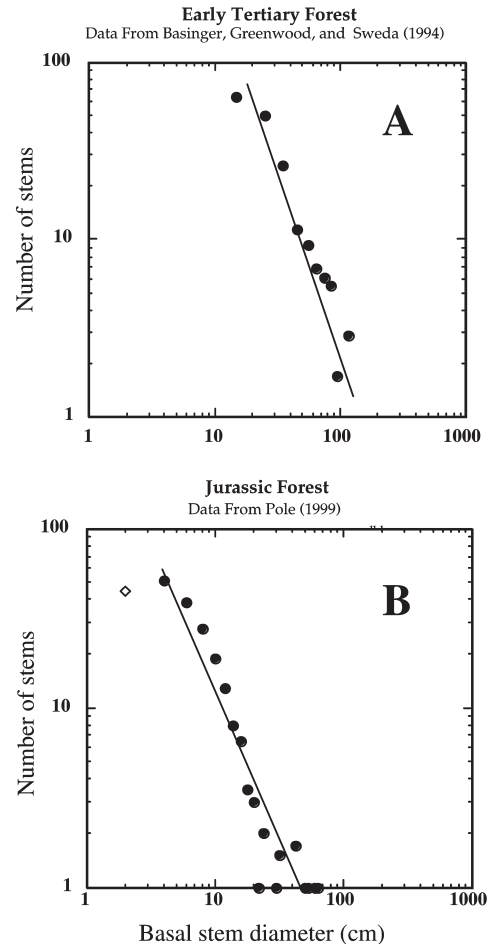 Early Tertiary Forest
Data From Basinger, Greenwood, and Sweda (1994)
100
A
Number of stems
10
1
1 10 100 1000
Jurassic Forest
Data From Pole (1999)
100
B
Number of stems
10
1
1 10 100 1000
Basal stem diameter (cm)